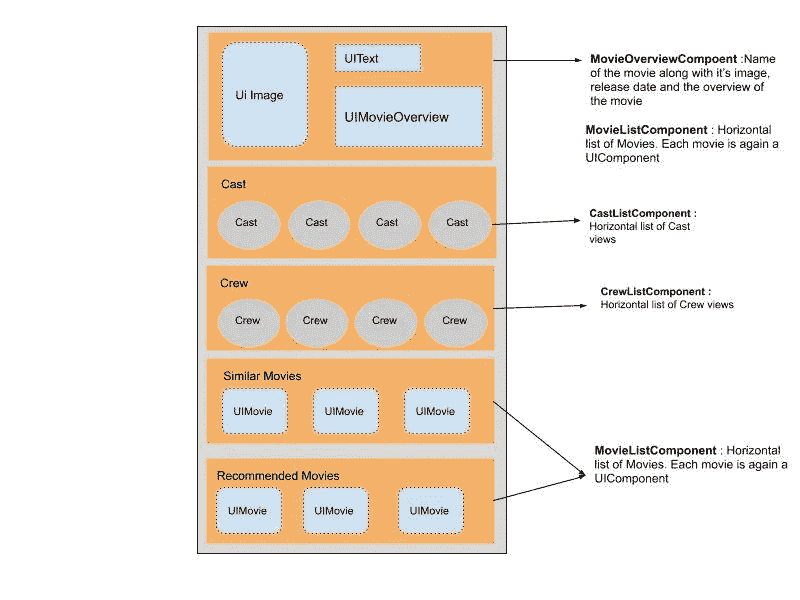 Ui Image
UIText
UIMovieOverview
MovieOverviewCompoent :Name
of the movie along with it's image,
release date and the overview of
the movie
MovieListComponent : Horizontal
list of Movies. Each movie is again a
UIComponent
Cast
Cast Cast Cast Cast
CastListComponent :
Horizontal list of Cast
views
Crew
Crew Crew Crew Crew
CrewListComponent :
Horizontal list of Crew views
Similar Movies
UIMovie UIMovie UIMovie
Recommended Movies
UIMovie UIMovie UIMovie
MovieListComponent : Horizontal
list of Movies. Each movie is again a
UIComponent